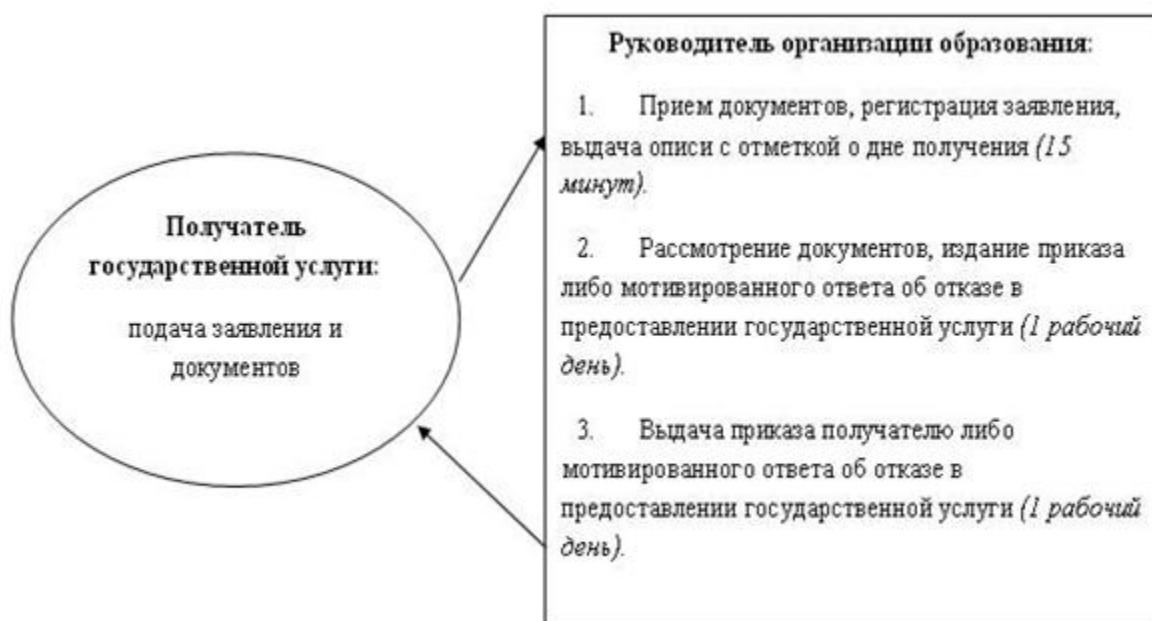 Получатель
государственной услуги:
подача заявления и
документов
Руководитель организации образования:
1. Прием документов, регистрация заявления,
выдача описи с отметкой о дне получения (15
минут).
2. Рассмотрение документов, издание приказа
либо мотивированного ответа об отказе в
предоставлении государственной услуги (1 рабочий
день).
3. Выдача приказа получателю либо
мотивированного ответа об отказе в
предоставлении государственной услуги (1 рабочий
день).